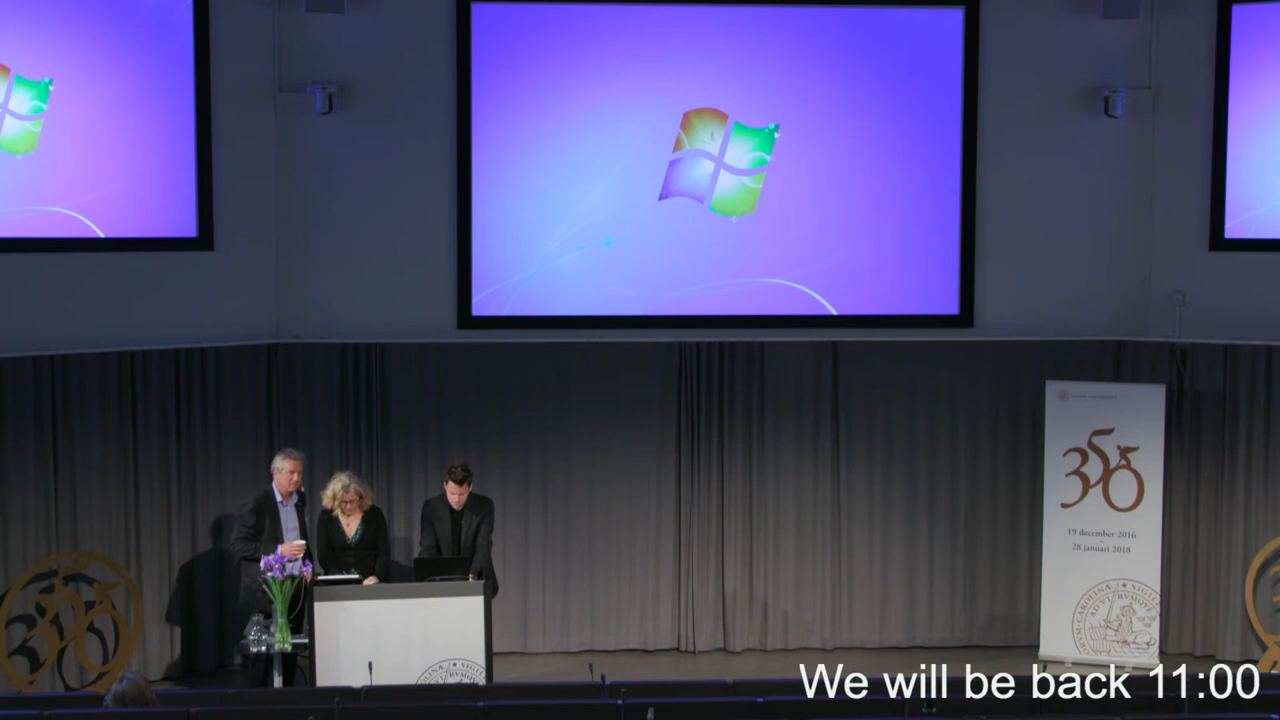 350
19 december 2016
–
28 januari 2018
We will be back 11:00